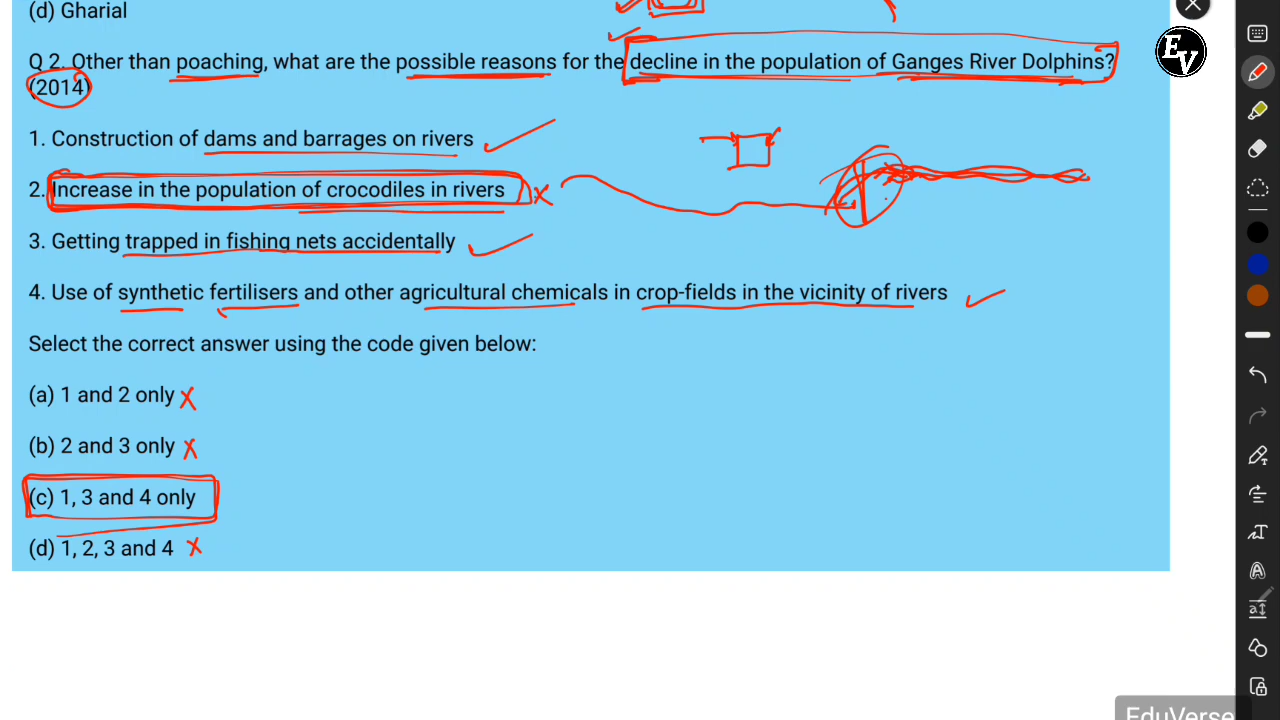 (d) Gharial
Q 2. Other than poaching, what are the possible reasons for the decline in the population of Ganges River Dolphins?
(2014)
1. Construction of dams and barrages on rivers
2. Increase in the population of crocodiles in rivers
3. Getting trapped in fishing nets accidentally
4. Use of synthetic fertilisers and other agricultural chemicals in crop-fields in the vicinity of rivers
Select the correct answer using the code given below:
(a) 1 and 2 only
(b) 2 and 3 only
(c) 1, 3 and 4 only
(d) 1, 2, 3 and 4
EV
EduVerse